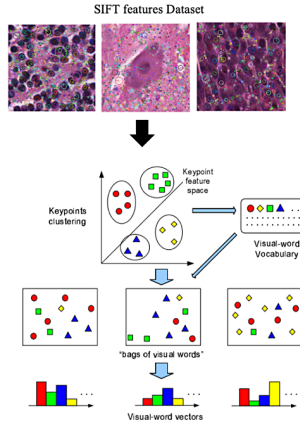 SIFT features Dataset
Keypoint
feature
space
Keypoints
clustering
Visual-word
Vocabulary
"bags of visual words"
Visual-word vectors